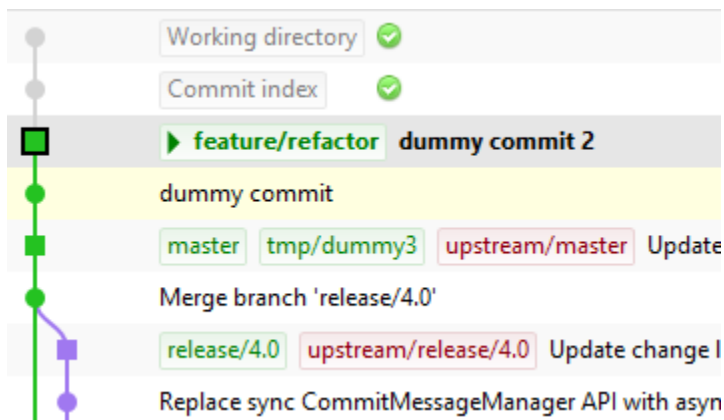 Working directory
Commit index
feature/refactor dummy commit 2
dummy commit
master tmp/dummy3 upstream/master Update
Merge branch 'release/4.0'
release/4.0 upstream/release/4.0 Update change
Replace sync CommitMessageManager API with